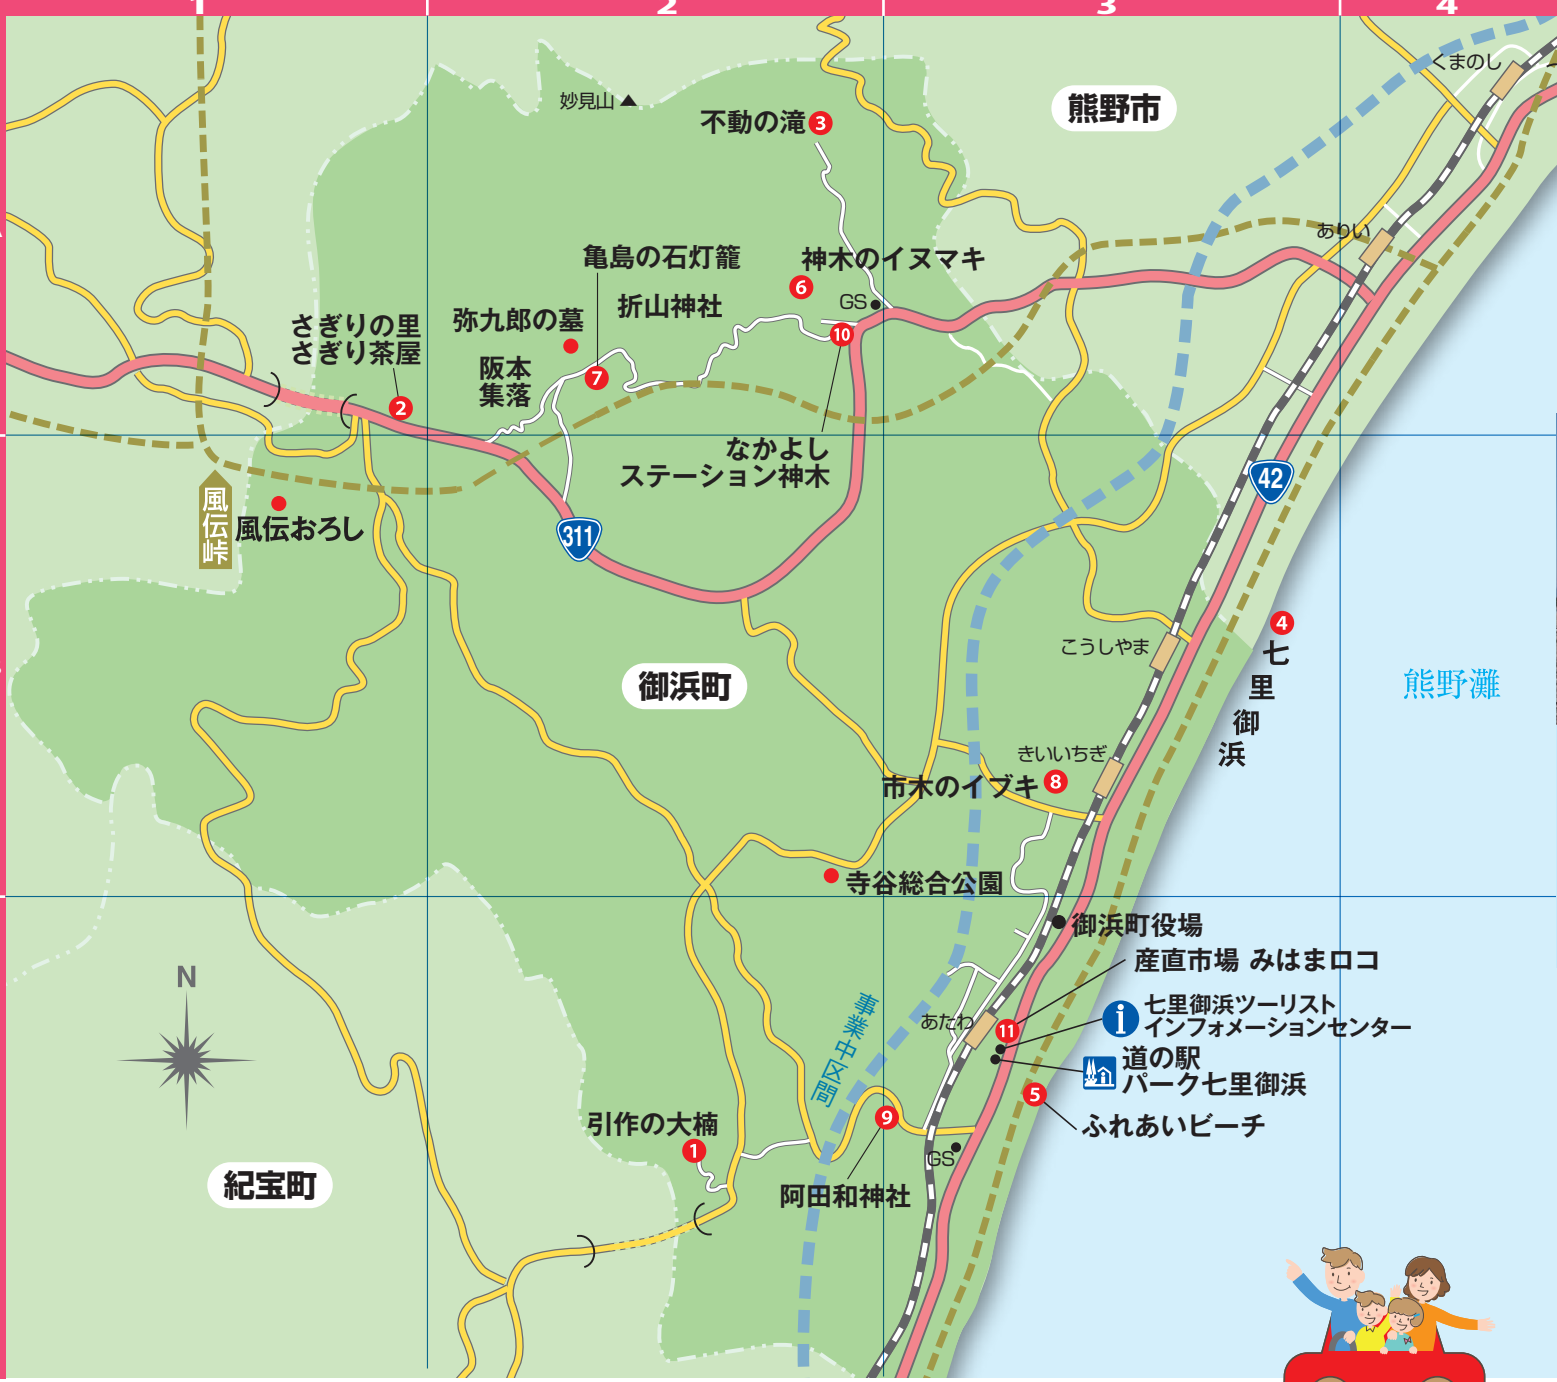 1
2
3
4
くまのし
妙見山
熊野市
不動の滝
3
ありい
亀島の石灯籠
神木のイヌマキ
6
GS
折山神社
さぎりの里
さぎり茶屋
弥九郎の墓
10
阪本
集落
7
2
なかよし
ステーション神木
42
風伝峠
風伝おろし
311
4
七里御浜
こうしやま
御浜町
熊野灘
きいいちぎ
市木のイブキ
8
寺谷総合公園
御浜町役場
産直市場 みはまロコ
N
事業中区間
あたわ
11
i
七里御浜ツーリスト
インフォメーションセンター
道の駅
パーク七里御浜
5
ふれあいビーチ
引作の大楠
1
9
GS
紀宝町
阿田和神社